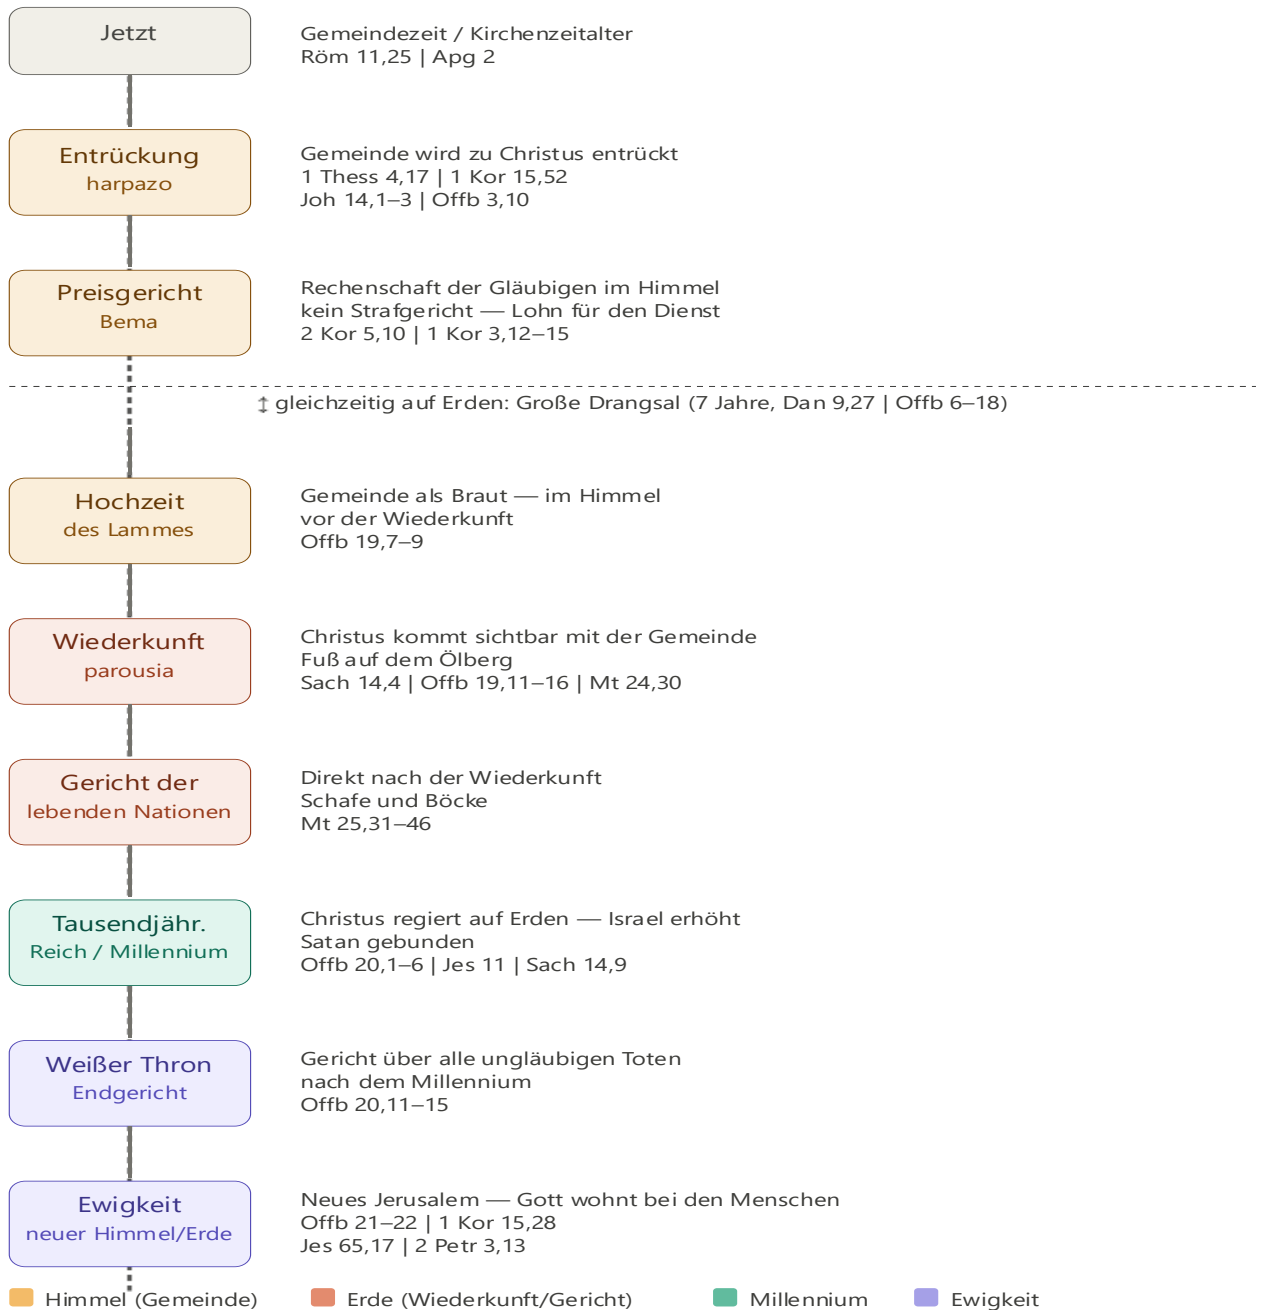 Jetzt
Gemeindezeit / Kirchenzeitalter
Röm 11,25 | Apg 2
Entrückung
harpazo
Gemeinde wird zu Christus entrückt
1 Thess 4,17 | 1 Kor 15,52
Joh 14,1–3 | Offb 3,10
Preisgericht
Bema
Rechenschaft der Gläubigen im Himmel
kein Strafgericht — Lohn für den Dienst
2 Kor 5,10 | 1 Kor 3,12–15
↕ gleichzeitig auf Erden: Große Drangsal (7 Jahre, Dan 9,27 | Offb 6–18)
Hochzeit
des Lammes
Gemeinde als Braut — im Himmel
vor der Wiederkunft
Offb 19,7–9
Wiederkunft
parousia
Christus kommt sichtbar mit der Gemeinde
Fuß auf dem Ölberg
Sach 14,4 | Offb 19,11–16 | Mt 24,30
Gericht der
lebenden Nationen
Direkt nach der Wiederkunft
Schafe und Böcke
Mt 25,31–46
Tausendjähr.
Reich / Millennium
Christus regiert auf Erden — Israel erhöht
Satan gebunden
Offb 20,1–6 | Jes 11 | Sach 14,9
Weißer Thron
Endgericht
Gericht über alle ungläubigen Toten
nach dem Millennium
Offb 20,11–15
Ewigkeit
neuer Himmel/Erde
Neues Jerusalem — Gott wohnt bei den Menschen
Offb 21–22 | 1 Kor 15,28
Jes 65,17 | 2 Petr 3,13
Himmel (Gemeinde)
Erde (Wiederkunft/Gericht)
Millennium
Ewigkeit